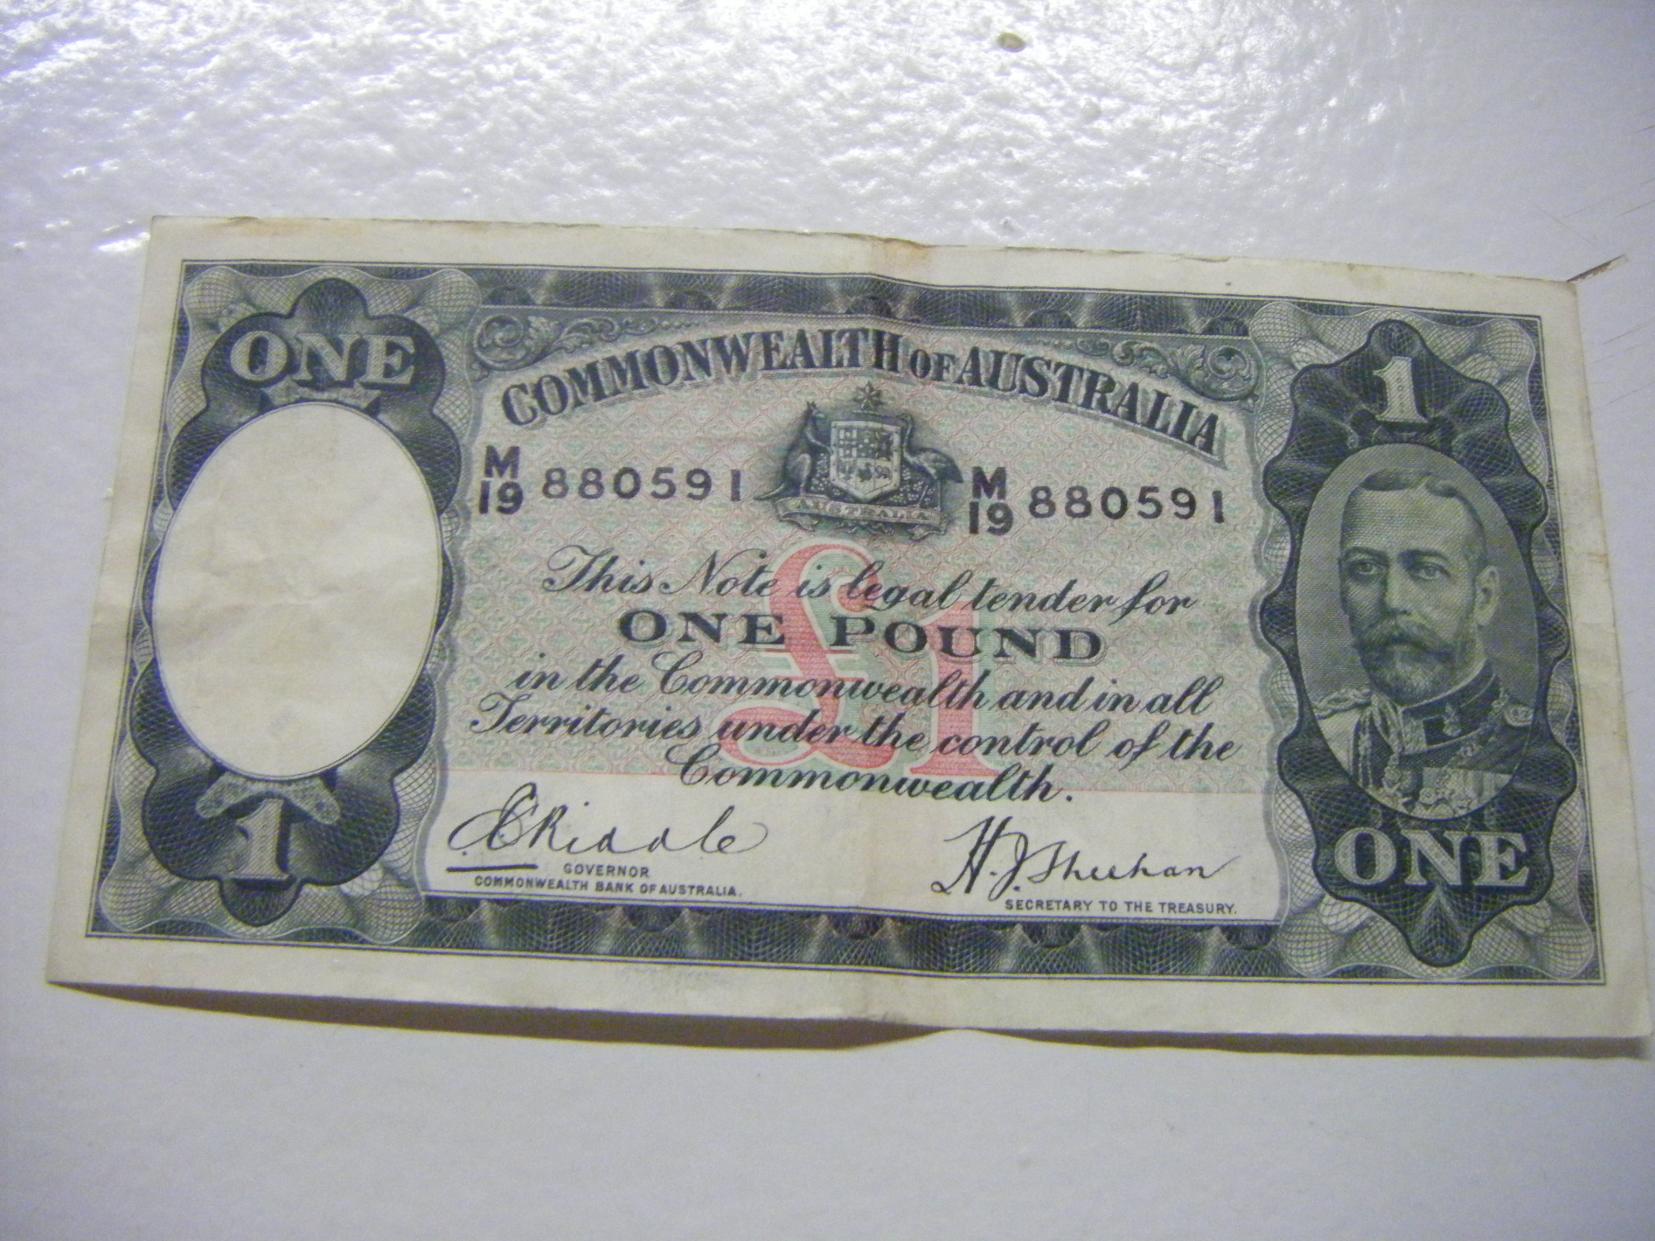 ONE
COMMONWEALTH OF AUSTRALIA
1
M
19 880591
AUSTRALIA
M
19 880591
£1
This Note is legal tender for
ONE POUND
in the Commonwealth and in all
Territories under the control of the
Commonwealth.
1
E C Riddle
GOVERNOR
COMMONWEALTH BANK OF AUSTRALIA.
H. J. Sheehan
SECRETARY TO THE TREASURY.
ONE